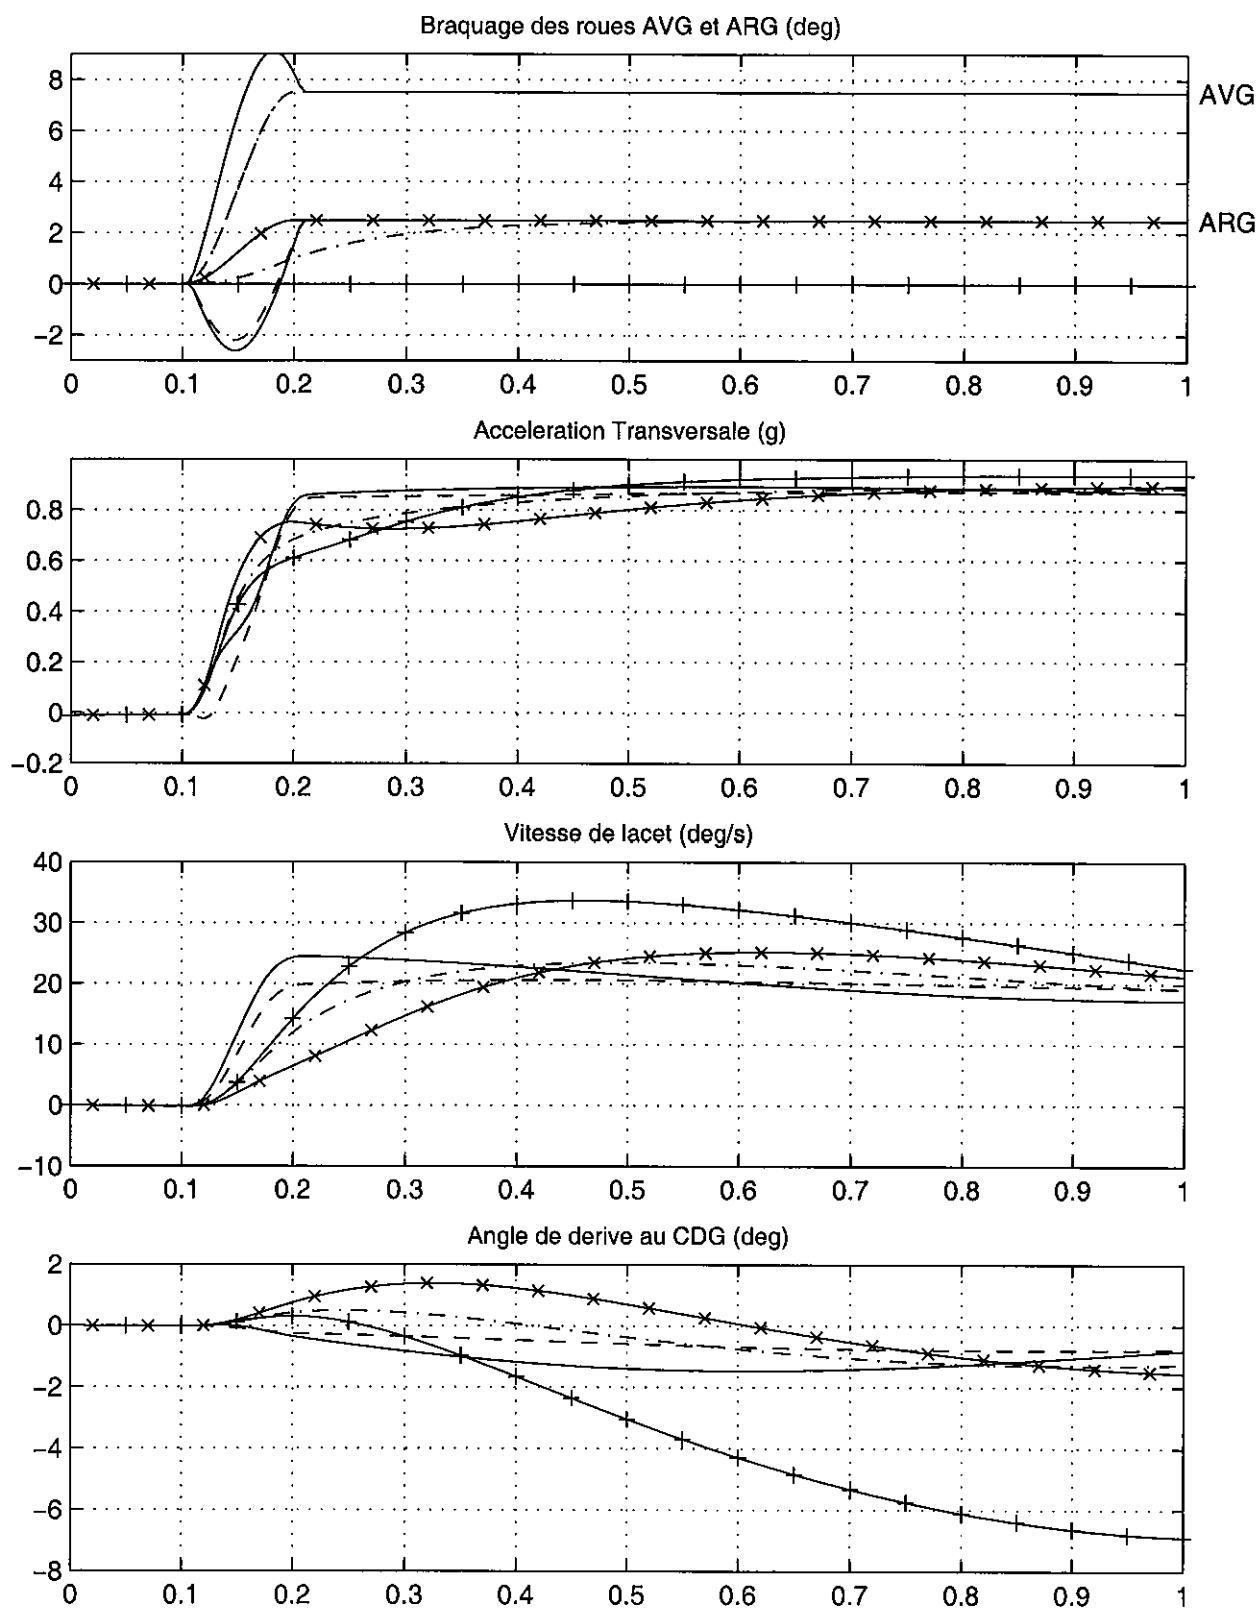 Braquage des roues AVG et ARG (deg)
8
6
4
2
0
−2
AVG
ARG
0 0.1 0.2 0.3 0.4 0.5 0.6 0.7 0.8 0.9 1
Acceleration Transversale (g)
0.8
0.6
0.4
0.2
0
−0.2
0 0.1 0.2 0.3 0.4 0.5 0.6 0.7 0.8 0.9 1
Vitesse de lacet (deg/s)
40
30
20
10
0
−10
0 0.1 0.2 0.3 0.4 0.5 0.6 0.7 0.8 0.9 1
Angle de derive au CDG (deg)
2
0
−2
−4
−6
−8
0 0.1 0.2 0.3 0.4 0.5 0.6 0.7 0.8 0.9 1